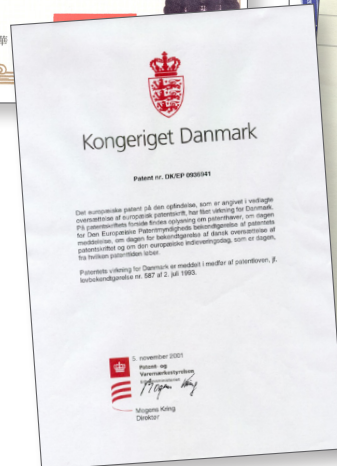 Kongeriget Danmark
Patent nr. DK/EP 0936941
Det europæiske patent på den opfindelse, som er angivet i vedlagte
oversættelse af europæisk patentskrift, har fået virkning for Danmark.
På patentskriftets forside findes oplysning om patenthaver, om dagen
for Den Europæiske Patentmyndigheds bekendtgørelse af patentets
meddelelse, om dagen for bekendtgørelse af dansk oversættelse af
patentskriftet og om den europæiske indleveringsdag, som er dagen,
fra hvilken patenttiden løber.
Patentets virkning for Danmark er meddelt i medfør af patentloven, jf.
lovbekendtgørelse nr. 587 af 2. juli 1993.
5. november 2001
Patent- og
Varemærkestyrelsen
Mogens Kring
Mogens Kring
Direktør